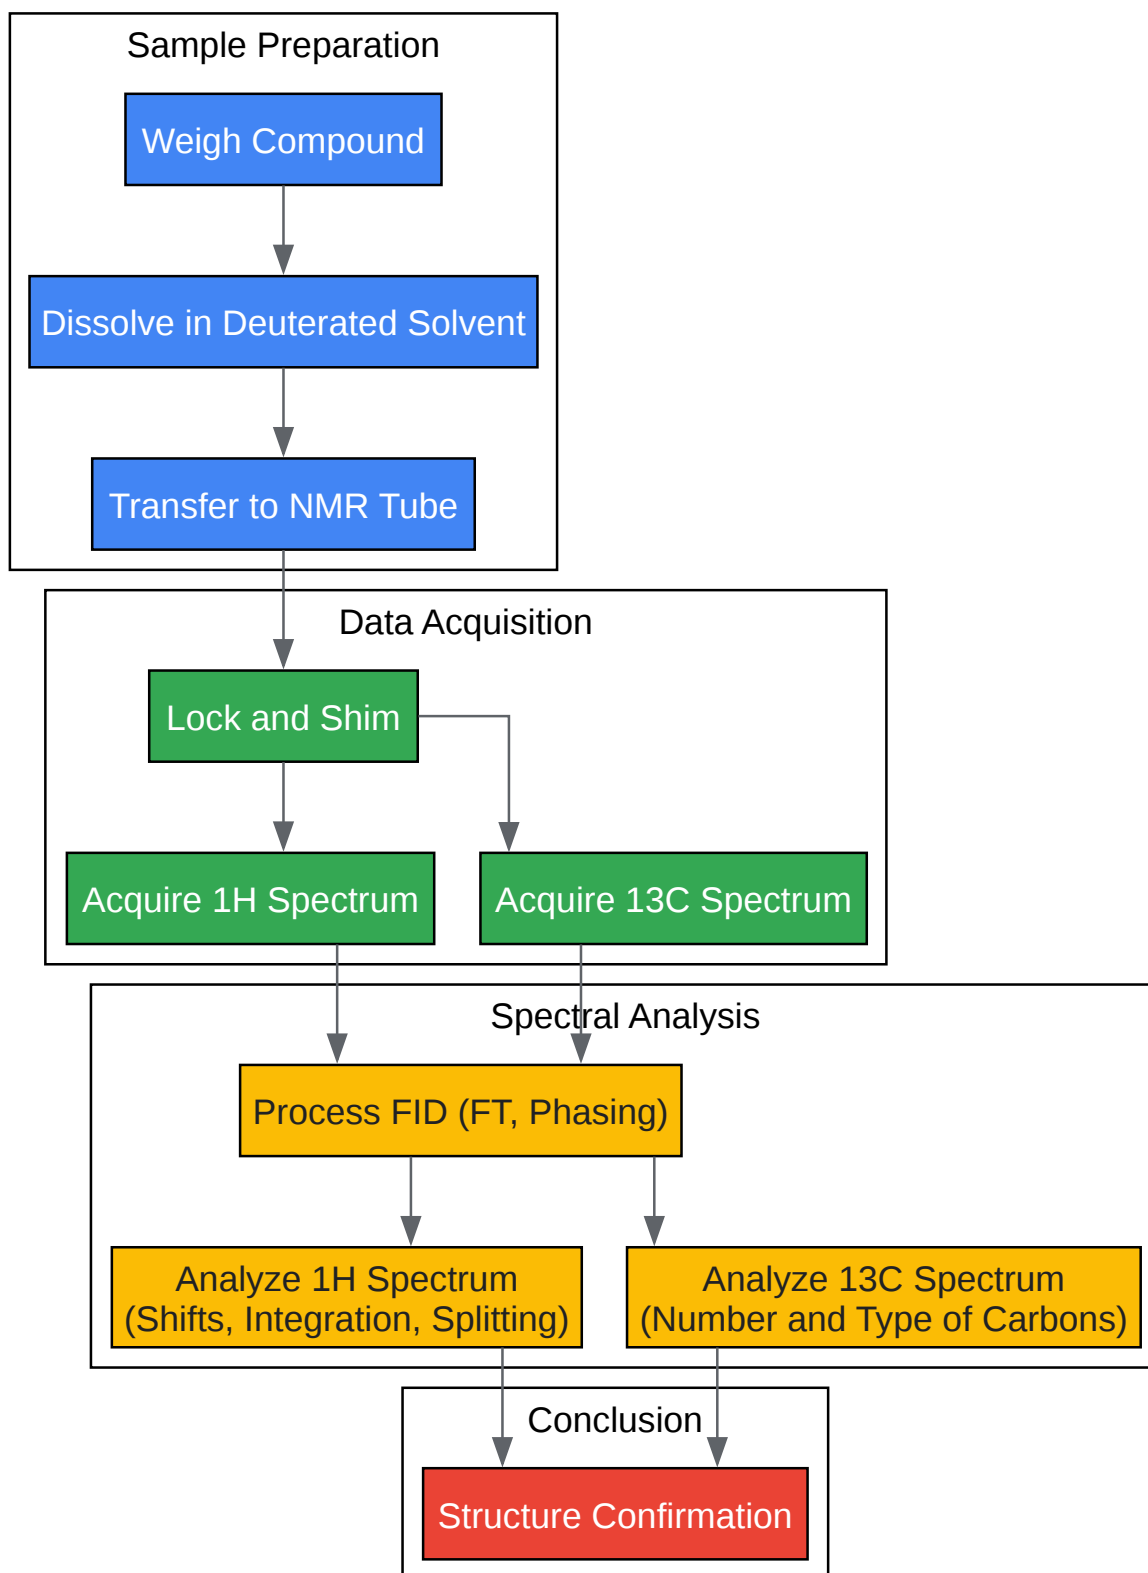 Sample Preparation
Weigh Compound
Dissolve in Deuterated Solvent
Transfer to NMR Tube
Data Acquisition
Lock and Shim
Acquire 1H Spectrum
Acquire 13C Spectrum
Spectral Analysis
Process FID (FT, Phasing)
Analyze 1H Spectrum
(Shifts, Integration, Splitting)
Analyze 13C Spectrum
(Number and Type of Carbons)
Conclusion
Structure Confirmation